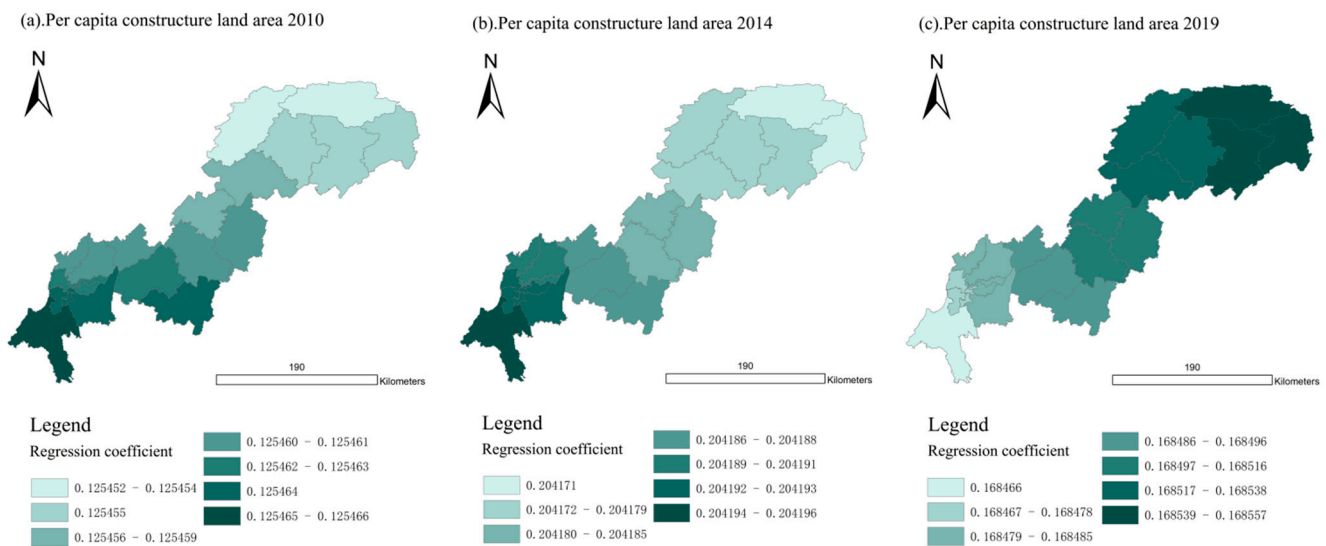 (a).Per capita constructure land area 2010
(b).Per capita constructure land area 2014
(c).Per capita constructure land area 2019
N
N
N
190
Kilometers
190
Kilometers
190
Kilometers
Legend
Regression coefficient
0.125452 - 0.125454
0.125455
0.125456 - 0.125459
0.125460 - 0.125461
0.125462 - 0.125463
0.125464
0.125465 - 0.125466
Legend
Regression coefficient
0.204171
0.204172 - 0.204179
0.204180 - 0.204185
0.204186 - 0.204188
0.204189 - 0.204191
0.204192 - 0.204193
0.204194 - 0.204196
Legend
Regression coefficient
0.168466
0.168467 - 0.168478
0.168479 - 0.168485
0.168486 - 0.168496
0.168497 - 0.168516
0.168517 - 0.168538
0.168539 - 0.168557